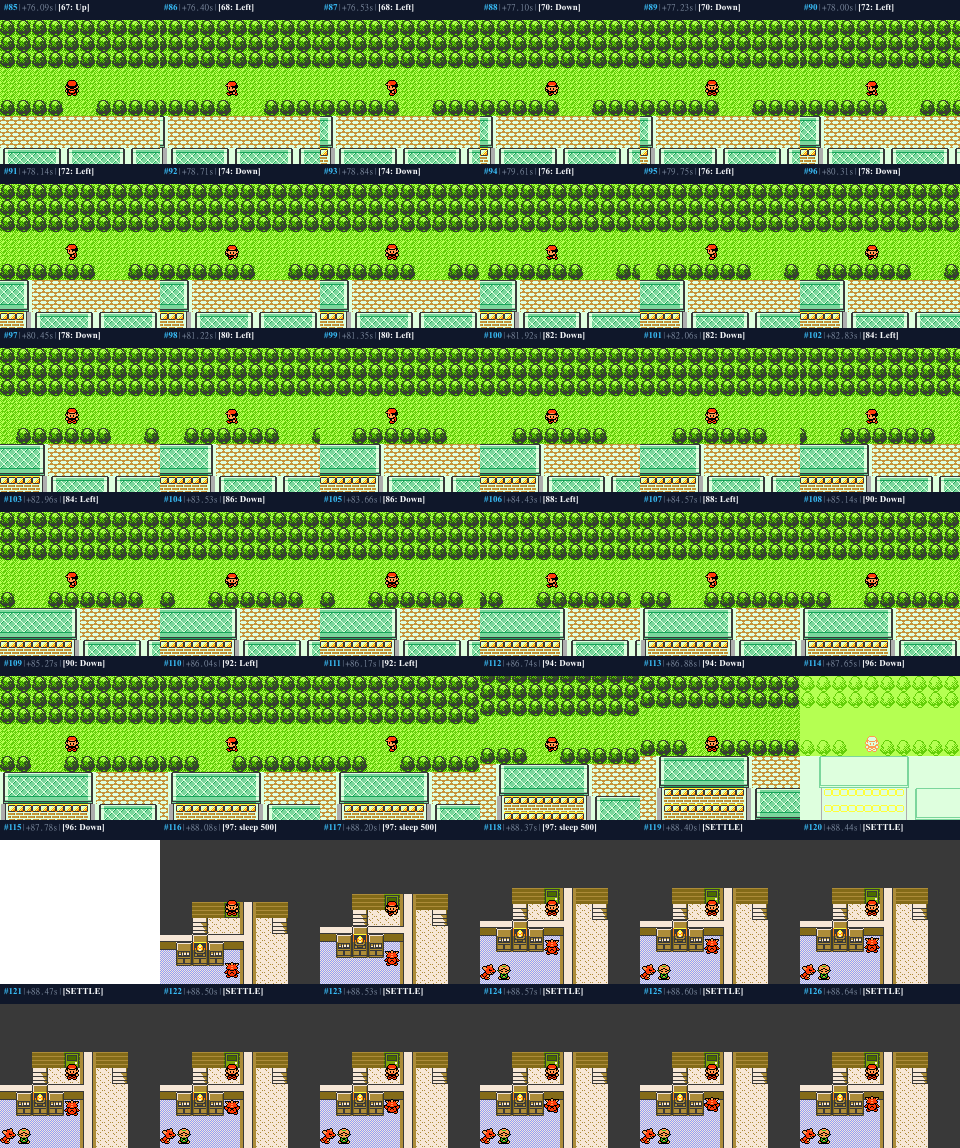 #85|+76.09s|[67: Up]
#86|+76.40s|[68: Left]
#87|+76.53s|[68: Left]
#88|+77.10s|[70: Down]
#89|+77.23s|[70: Down]
#90|+78.00s|[72: Left]
#91|+78.14s|[72: Left]
#92|+78.71s|[74: Down]
#93|+78.84s|[74: Down]
#94|+79.61s|[76: Left]
#95|+79.75s|[76: Left]
#96|+80.31s|[78: Down]
#97|+80.45s|[78: Down]
#98|+81.22s|[80: Left]
#99|+81.35s|[80: Left]
#100|+81.92s|[82: Down]
#101|+82.06s|[82: Down]
#102|+82.83s|[84: Left]
#103|+82.96s|[84: Left]
#104|+83.53s|[86: Down]
#105|+83.66s|[86: Down]
#106|+84.43s|[88: Left]
#107|+84.57s|[88: Left]
#108|+85.14s|[90: Down]
#109|+85.27s|[90: Down]
#110|+86.04s|[92: Left]
#111|+86.17s|[92: Left]
#112|+86.74s|[94: Down]
#113|+86.88s|[94: Down]
#114|+87.65s|[96: Down]
#115|+87.78s|[96: Down]
#116|+88.08s|[97: sleep 500]
#117|+88.20s|[97: sleep 500]
#118|+88.37s|[97: sleep 500]
#119|+88.40s|[SETTLE]
#120|+88.44s|[SETTLE]
#121|+88.47s|[SETTLE]
#122|+88.50s|[SETTLE]
#123|+88.53s|[SETTLE]
#124|+88.57s|[SETTLE]
#125|+88.60s|[SETTLE]
#126|+88.64s|[SETTLE]